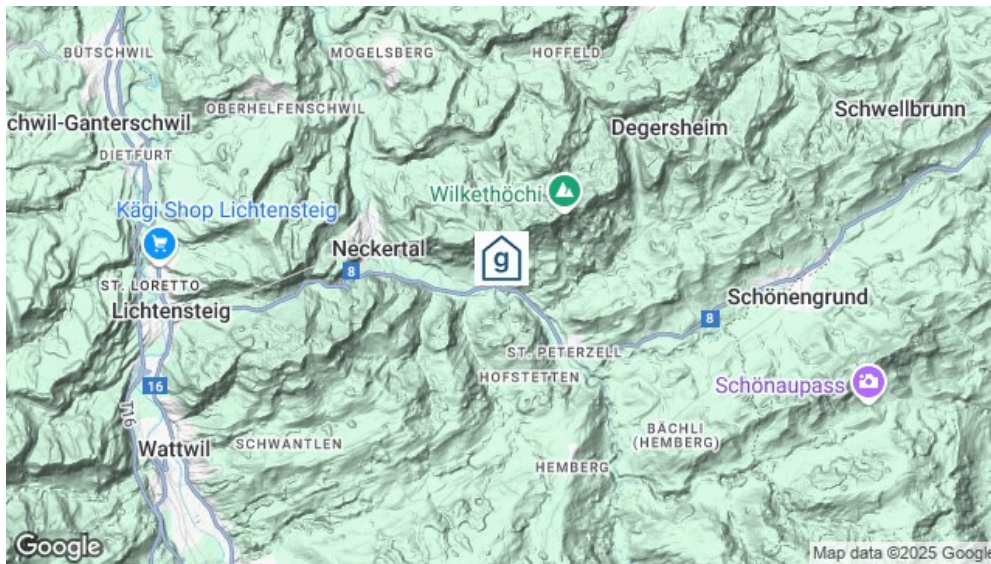 BÜTSCHWIL
MOGELSBERG
HOFFELD
OBERHELFENSCHWIL
Schwellbrunn
chwil-Ganterschwil
Degersheim
DIETFURT
Wilkethöchi
Kägi Shop Lichtensteig
Neckertal
g
8
ST. LORETTO
Lichtensteig
Schönengrund
8
ST. PETERZELL
HOFSTETTEN
16
Schönaupass
T16
BÄCHLI
(HEMBERG)
SCHWANTLEN
Wattwil
HEMBERG
Google
Map data ©2025 Google